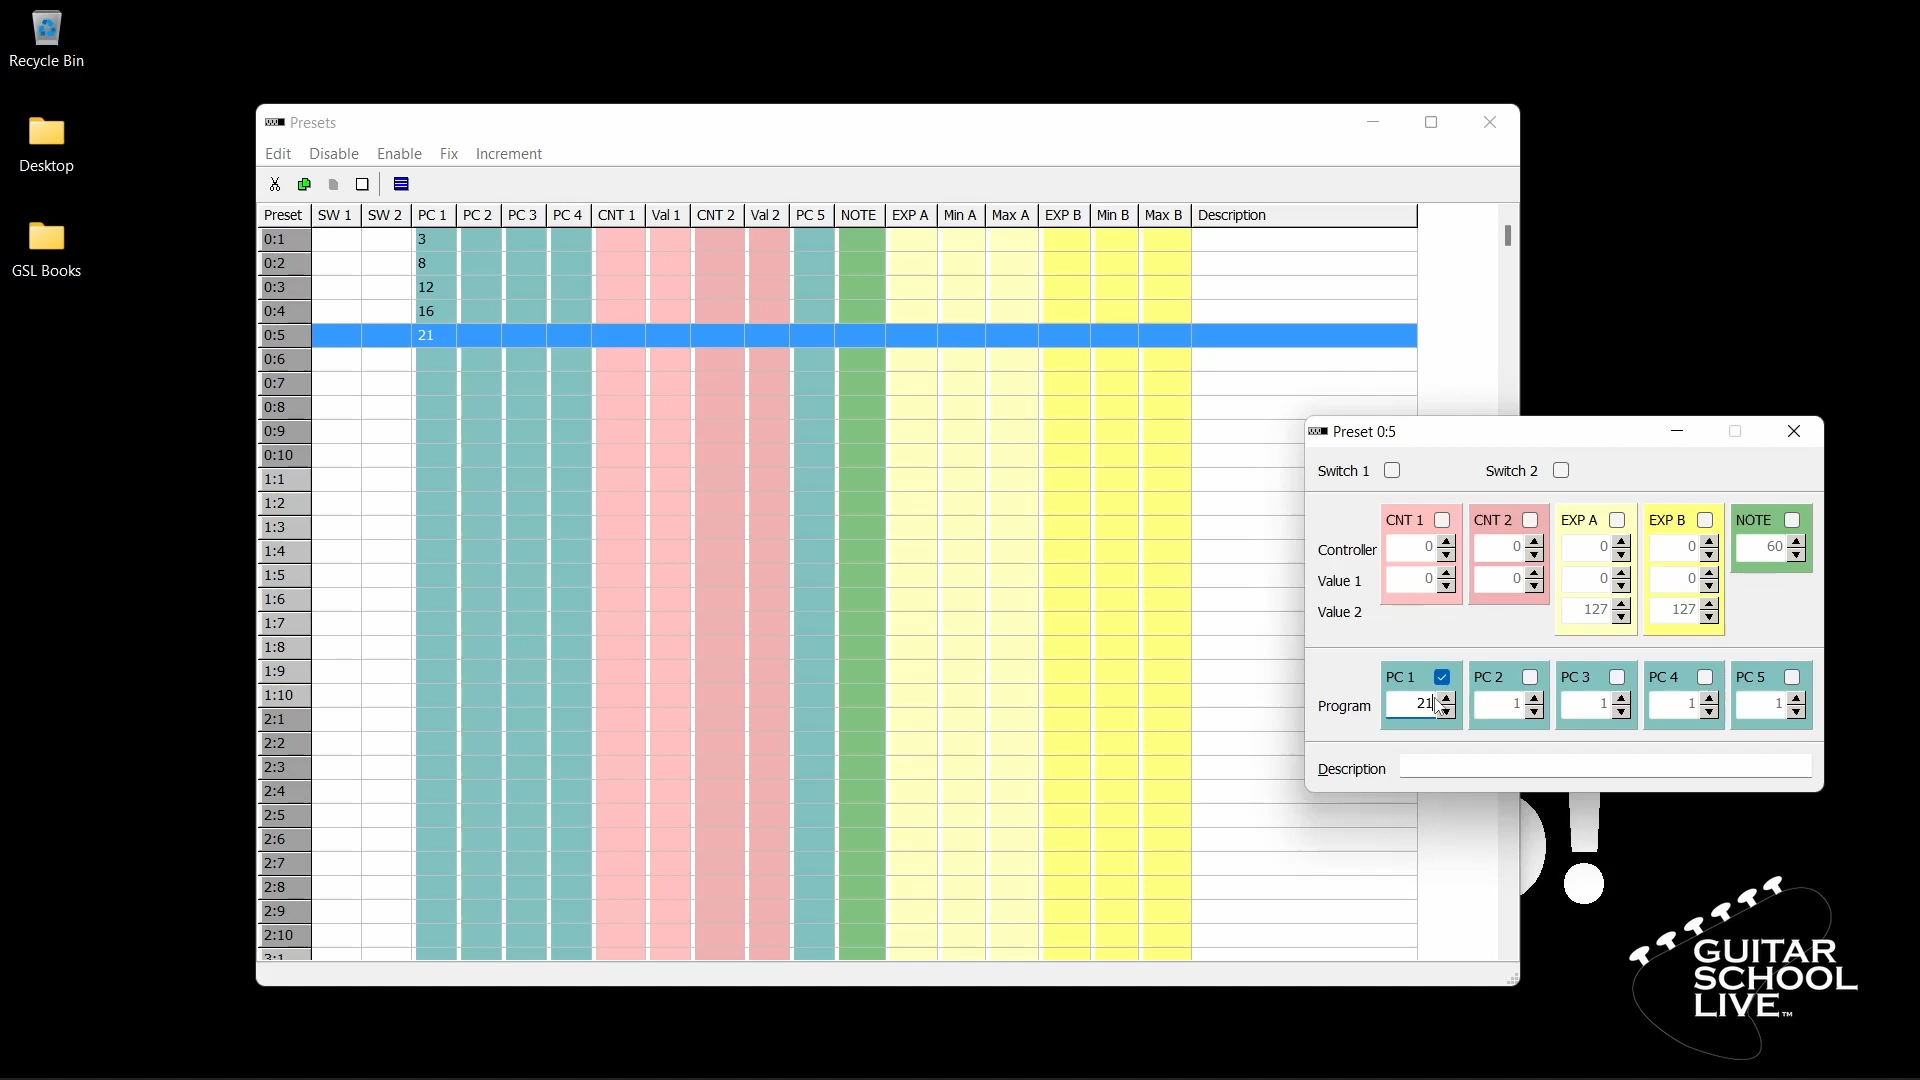 Recycle Bin
Desktop
GSL Books
Presets
Edit Disable Enable Fix Increment
Preset SW 1 SW 2 PC 1 PC 2 PC 3 PC 4 CNT 1 Val 1 CNT 2 Val 2 PC 5 NOTE EXP A Min A Max A EXP B Min B Max B Description
0:1 3
0:2 8
0:3 12
0:4 16
0:5 21
0:6
0:7
0:8
0:9
0:10
1:1
1:2
1:3
1:4
1:5
1:6
1:7
1:8
1:9
1:10
2:1
2:2
2:3
2:4
2:5
2:6
2:7
2:8
2:9
2:10
3:1
Preset 0:5
Switch 1 Switch 2
CNT 1 CNT 2 EXP A EXP B NOTE
Controller 0 0 0 0 60
Value 1 0 0 0 0
Value 2 127 127
PC 1 PC 2 PC 3 PC 4 PC 5
Program 21 1 1 1 1
Description
GUITAR
SCHOOL
LIVE™